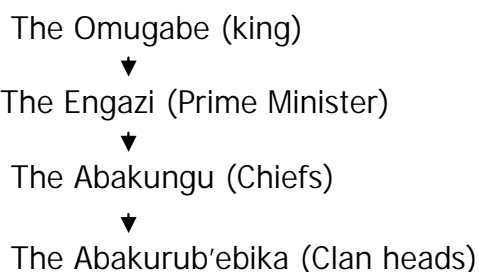 The Omugabe (king)
The Engazi (Prime Minister)
The Abakungu (Chiefs)
The Abakurub’ebika (Clan heads)